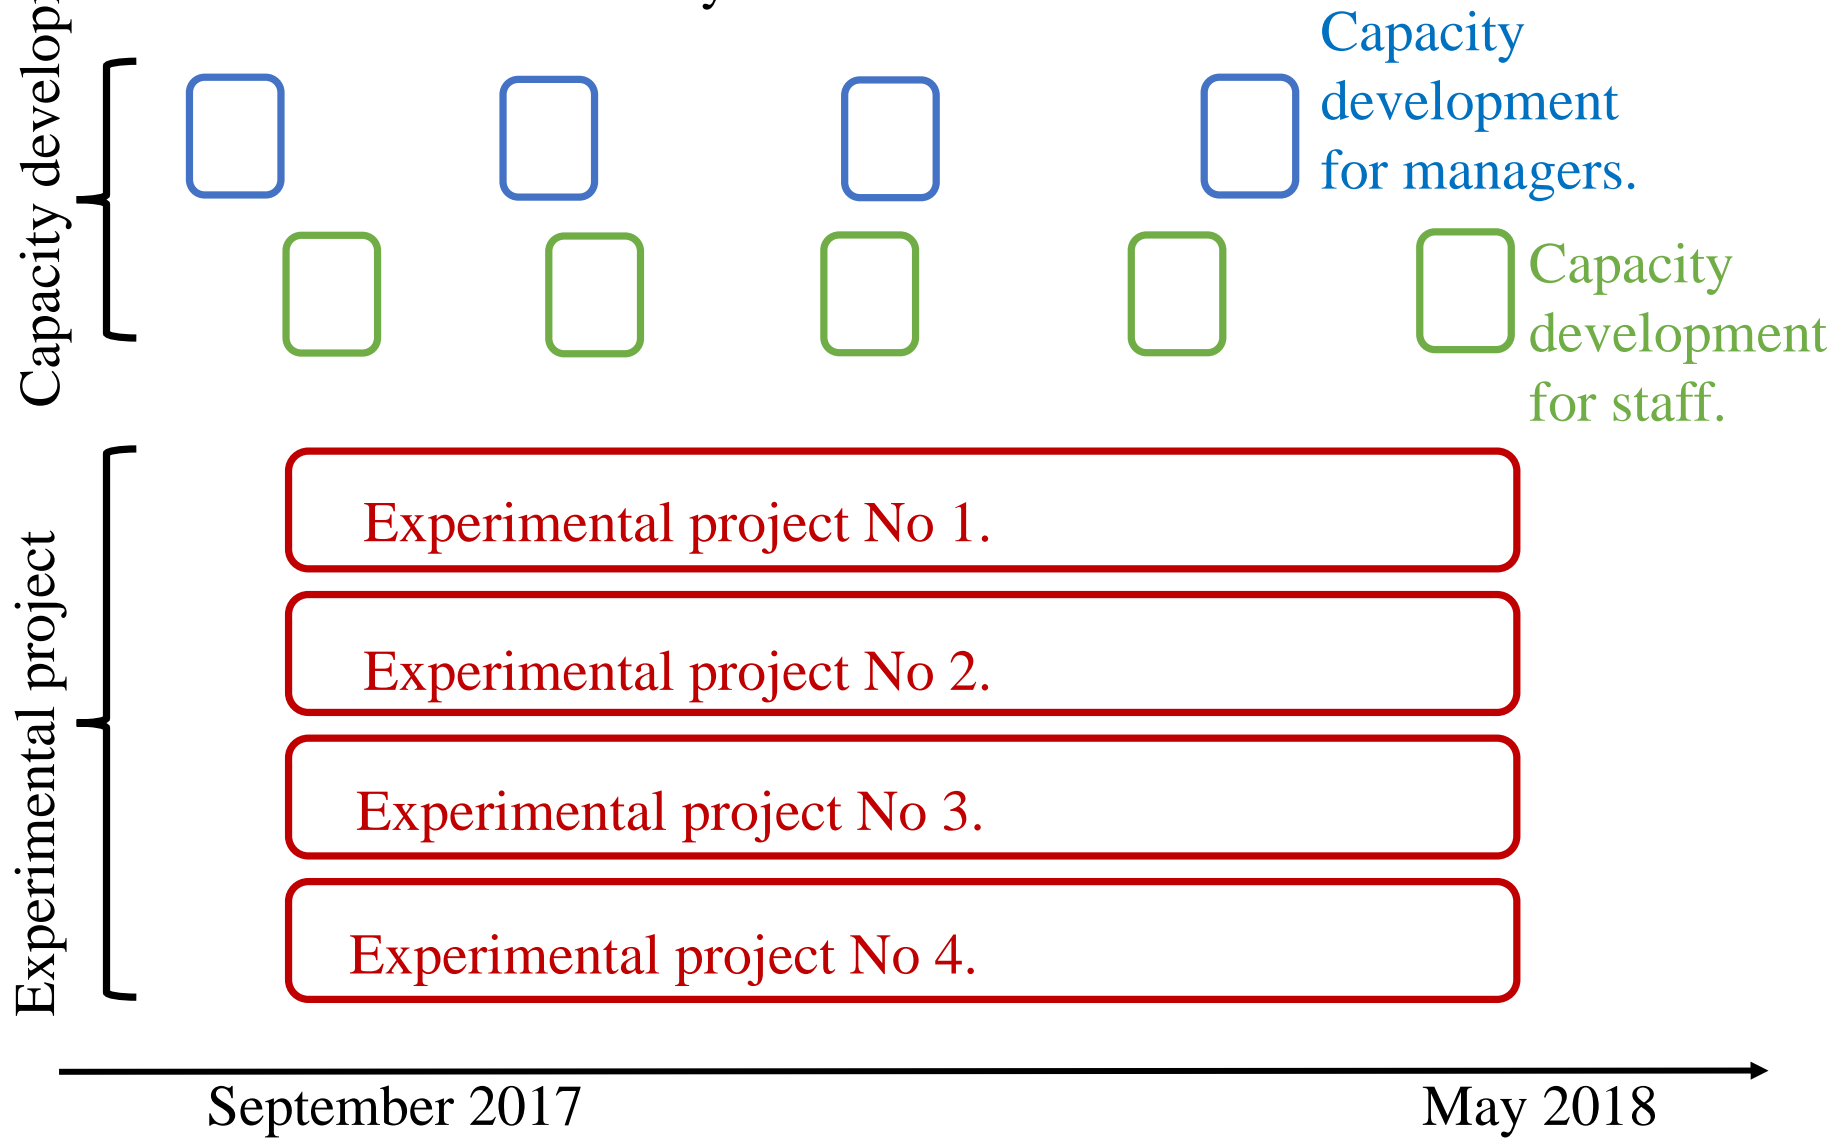 Capacity
development
for managers.
Capacity
development
for staff.
Capacity
Experimental project No 1.
Experimental project No 2.
Experimental project No 3.
Experimental project No 4.
Experimental project
September 2017
May 2018